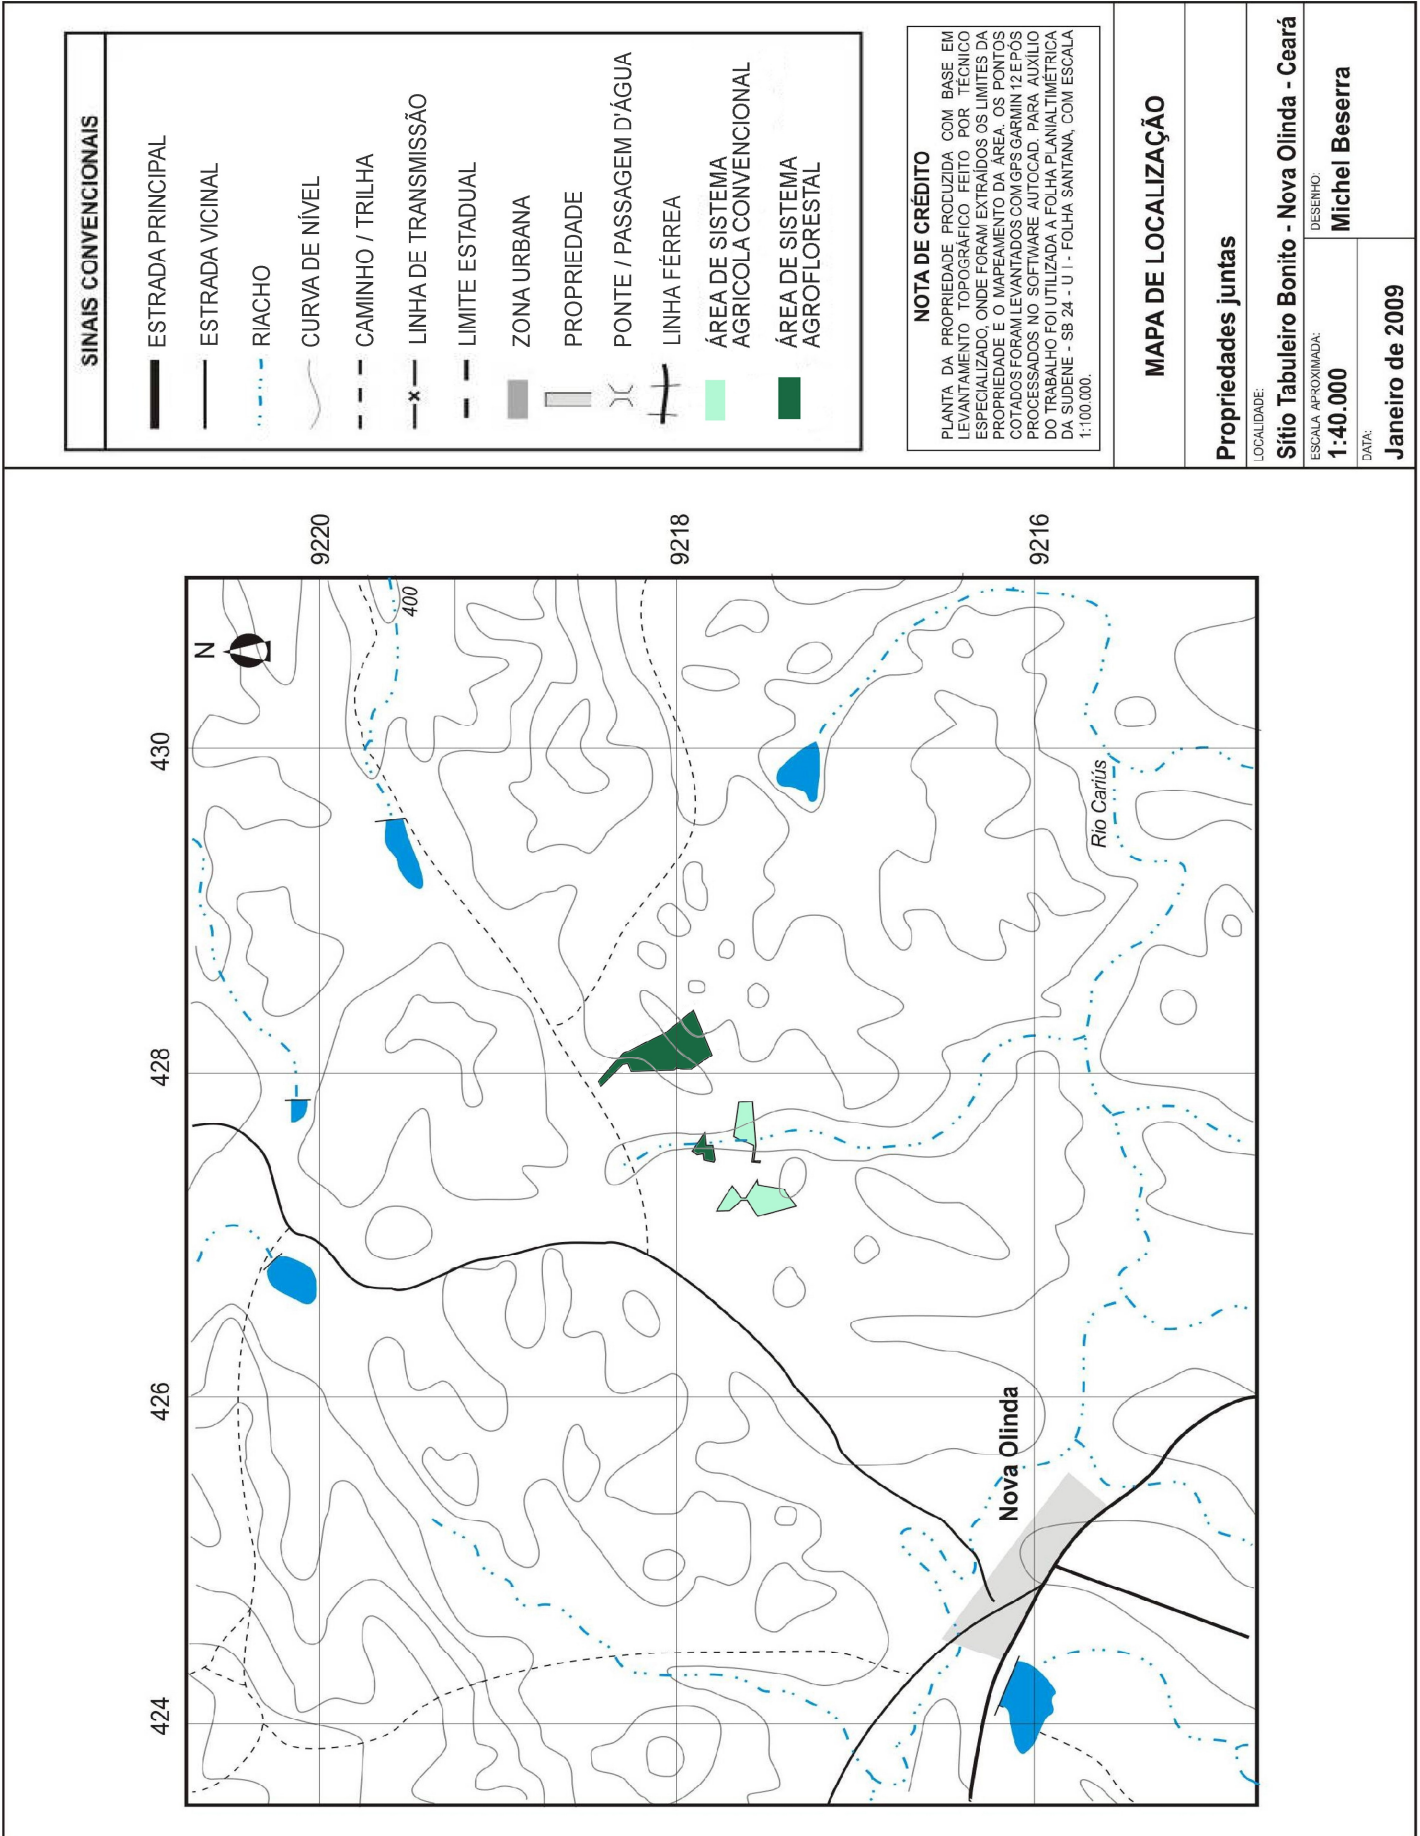 SINAIS CONVENCIONAIS
ESTRADA PRINCIPAL
ESTRADA VICINAL
RIACHO
CURVA DE NÍVEL
CAMINHO / TRILHA
LINHA DE TRANSMISSÃO
LIMITE ESTADUAL
ZONA URBANA
PROPRIEDADE
PONTE / PASSAGEM D'ÁGUA
LINHA FÉRREA
ÁREA DE SISTEMA
AGRICOLA CONVENCIONAL
ÁREA DE SISTEMA
AGROFLORESTAL
NOTA DE CRÉDITO
PLANTA DA PROPRIEDADE PRODUZIDA COM BASE EM
LEVANTAMENTO TOPOGRÁFICO FEITO POR TÉCNICO
ESPECIALIZADO, ONDE FORAM EXTRAÍDOS OS LIMITES DA
PROPRIEDADE E O MAPEAMENTO DA ÁREA. OS PONTOS
COTADOS FORAM LEVANTADOS COM GPS GARMIN 12 E PÓS
PROCESSADOS NO SOFTWARE AUTOCAD. PARA AUXÍLIO
DO TRABALHO FOI UTILIZADA A FOLHA PLANIALTIMÉTRICA
DA SUDENE - SB 24 - U I - FOLHA SANTANA, COM ESCALA
1:100.000.
MAPA DE LOCALIZAÇÃO
Propriedades juntas
LOCALIDADE:
Sítio Tabuleiro Bonito - Nova Olinda - Ceará
ESCALA APROXIMADA:
1:40.000
DESENHO:
Michel Beserra
DATA:
Janeiro de 2009
424
426
428
430
N
400
9220
9218
9216
Rio Cariús
Nova Olinda